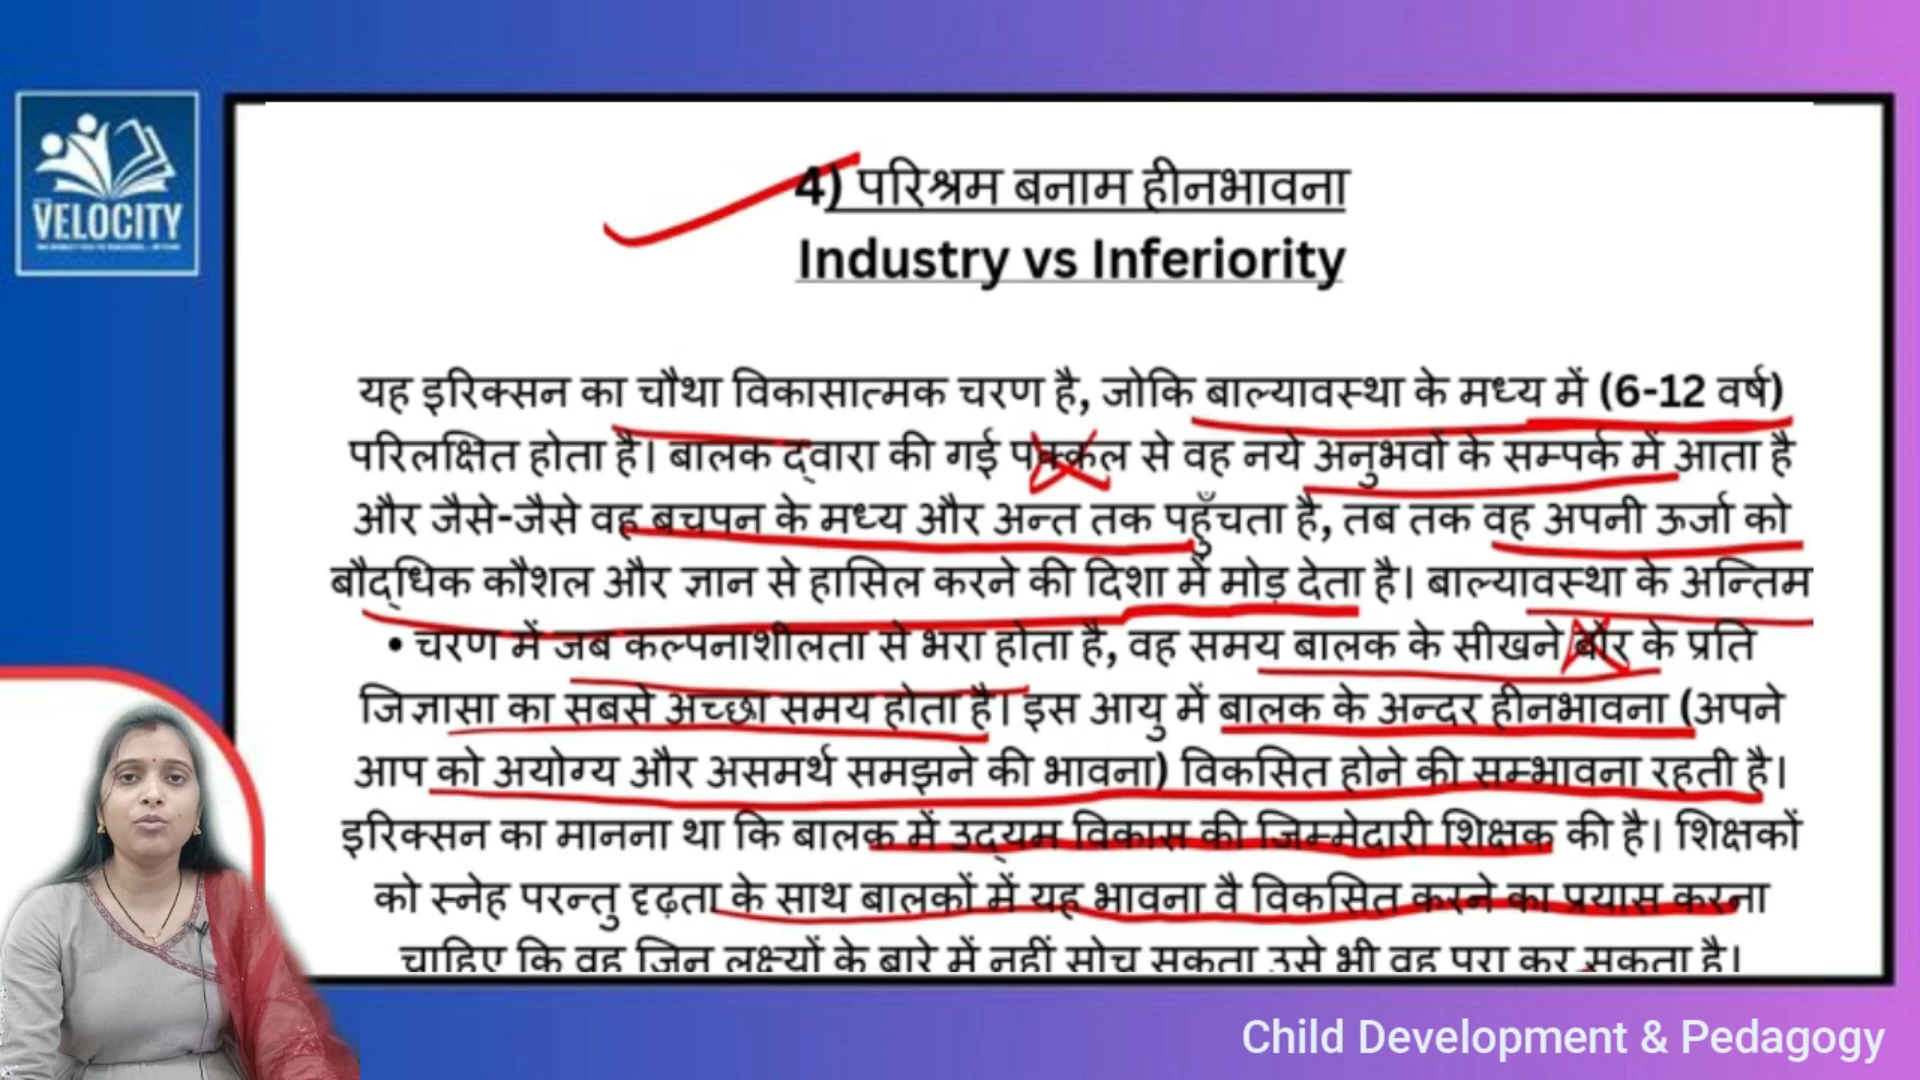 VELOCITY
4) परिश्रम बनाम हीनभावना
Industry vs Inferiority
यह इरिक्सन का चौथा विकासात्मक चरण है, जोकि बाल्यावस्था के मध्य में (6-12 वर्ष)
परिलक्षित होता है। बालक द्वारा की गई से वह नये अनुभवों के सम्पर्क में आता है
और जैसे-जैसे वह बचपन के मध्य और अन्त तक पहुँचता है, तब तक वह अपनी ऊर्जा को
बौद्धिक कौशल और ज्ञान से हासिल करने की दिशा में मोड़ देता है। बाल्यावस्था के अन्तिम
• चरण में जब कल्पनाशीलता से भरा होता है, वह समय बालक के सीखने के प्रति
जिज्ञासा का सबसे अच्छा समय होता है। इस आयु में बालक के अन्दर हीनभावना (अपने
आप को अयोग्य और असमर्थ समझने की भावना) विकसित होने की सम्भावना रहती है।
इरिक्सन का मानना था कि बालक में उद्यम विकास की जिम्मेदारी शिक्षक की है। शिक्षकों
को स्नेह परन्तु दृढ़ता के साथ बालकों में यह भावना वै विकसित करने का प्रयास करना
चाहिए कि वह जिन लक्ष्यों के बारे में नहीं सोच सकता उसे भी वह पूरा कर सकता है।
Child Development & Pedagogy